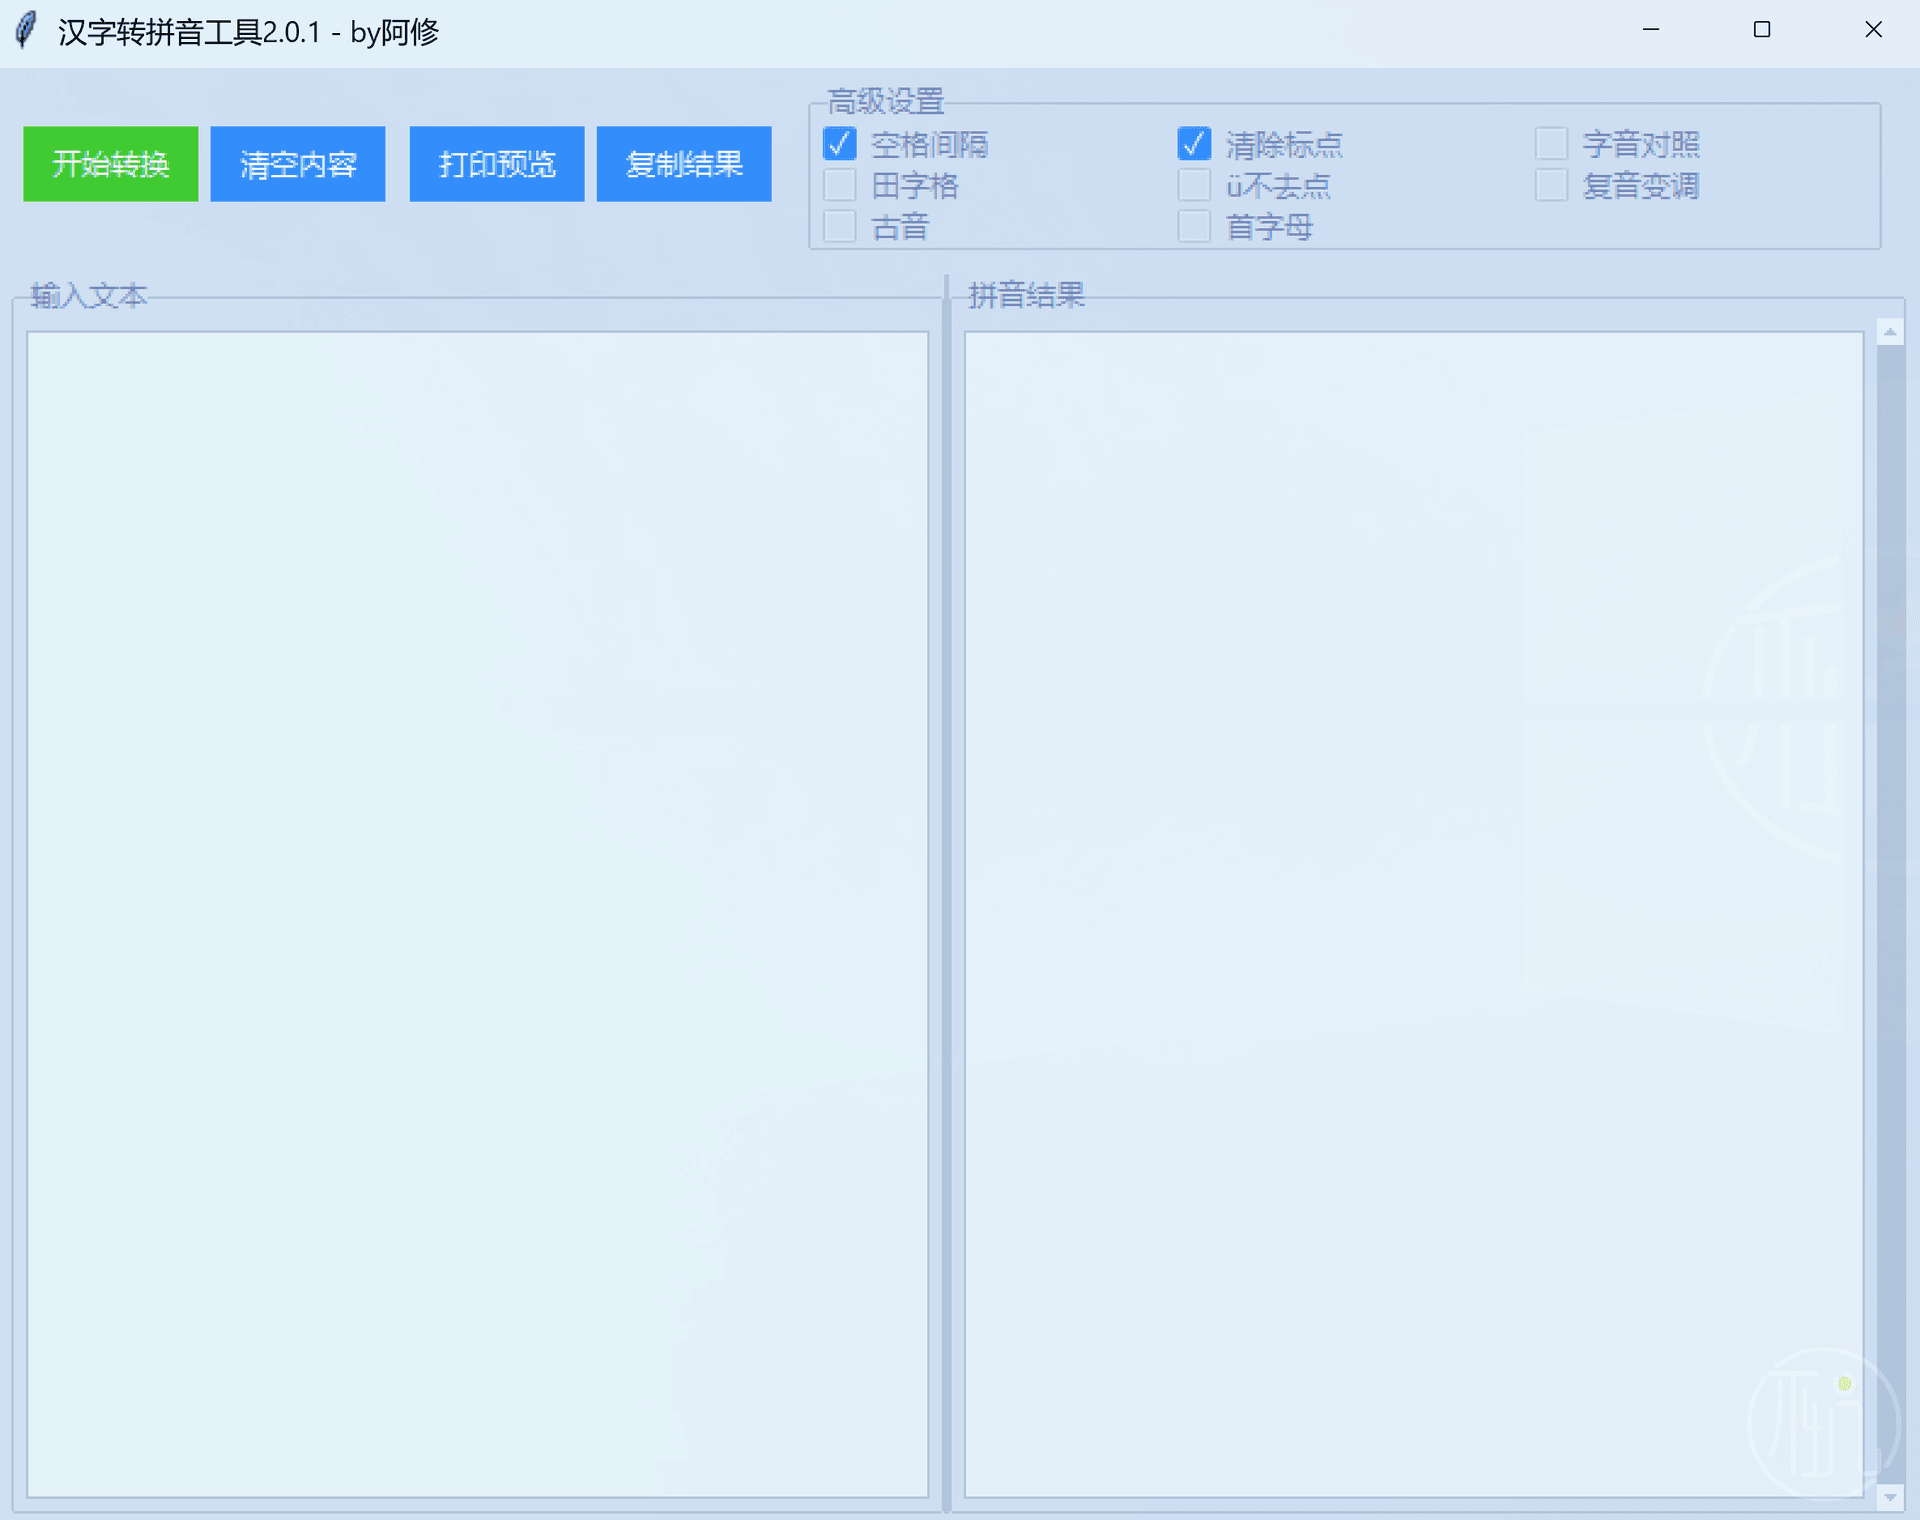 汉字转拼音工具2.0.1 - by阿修
开始转换 清空内容 打印预览 复制结果
高级设置
空格间隔 清除标点 字音对照
田字格 ü不去点 复音变调
古音 首字母
输入文本 拼音结果